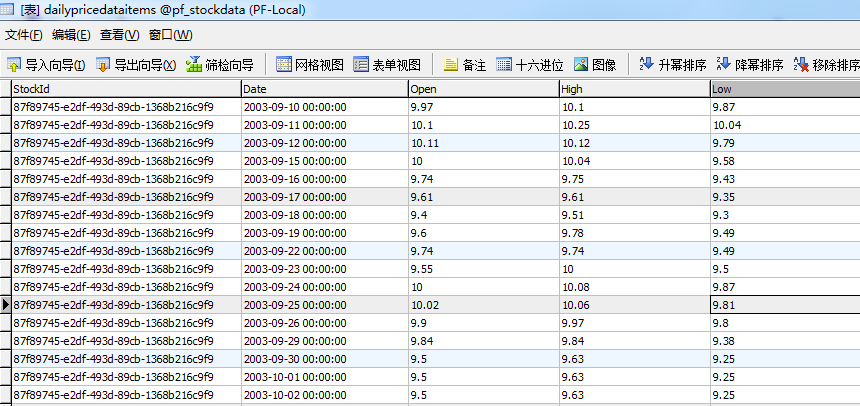 [表] dailypricedataitems @pf_stockdata (PF-Local)
文件(F) 编辑(E) 查看(V) 窗口(W)
导入向导(I) 导出向导(X) 筛检向导 网格视图 表单视图 备注 十六进位 图像 升幂排序 降幂排序 移除排序
StockId Date Open High Low
87f89745-e2df-493d-89cb-1368b216c9f9 2003-09-10 00:00:00 9.97 10.1 9.87
87f89745-e2df-493d-89cb-1368b216c9f9 2003-09-11 00:00:00 10.1 10.25 10.04
87f89745-e2df-493d-89cb-1368b216c9f9 2003-09-12 00:00:00 10.11 10.12 9.79
87f89745-e2df-493d-89cb-1368b216c9f9 2003-09-15 00:00:00 10 10.04 9.58
87f89745-e2df-493d-89cb-1368b216c9f9 2003-09-16 00:00:00 9.74 9.75 9.43
87f89745-e2df-493d-89cb-1368b216c9f9 2003-09-17 00:00:00 9.61 9.61 9.35
87f89745-e2df-493d-89cb-1368b216c9f9 2003-09-18 00:00:00 9.4 9.51 9.3
87f89745-e2df-493d-89cb-1368b216c9f9 2003-09-19 00:00:00 9.6 9.78 9.49
87f89745-e2df-493d-89cb-1368b216c9f9 2003-09-22 00:00:00 9.74 9.74 9.49
87f89745-e2df-493d-89cb-1368b216c9f9 2003-09-23 00:00:00 9.55 10 9.5
87f89745-e2df-493d-89cb-1368b216c9f9 2003-09-24 00:00:00 10 10.08 9.87
87f89745-e2df-493d-89cb-1368b216c9f9 2003-09-25 00:00:00 10.02 10.06 9.81
87f89745-e2df-493d-89cb-1368b216c9f9 2003-09-26 00:00:00 9.9 9.97 9.8
87f89745-e2df-493d-89cb-1368b216c9f9 2003-09-29 00:00:00 9.84 9.84 9.38
87f89745-e2df-493d-89cb-1368b216c9f9 2003-09-30 00:00:00 9.5 9.63 9.25
87f89745-e2df-493d-89cb-1368b216c9f9 2003-10-01 00:00:00 9.5 9.63 9.25
87f89745-e2df-493d-89cb-1368b216c9f9 2003-10-02 00:00:00 9.5 9.63 9.25